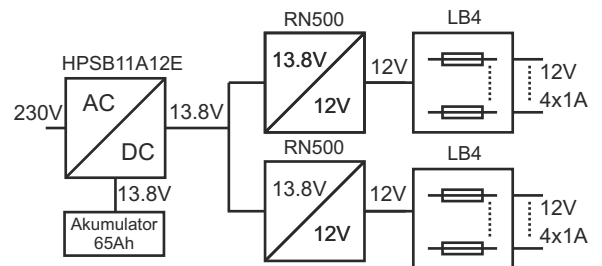 RN500
LB4
HPSB11A12E
13.8V
12V
12V
12V
4x1A
230V
AC
DC
13.8V
13.8V
Akumulator
65Ah
RN500
LB4
13.8V
12V
12V
12V
4x1A